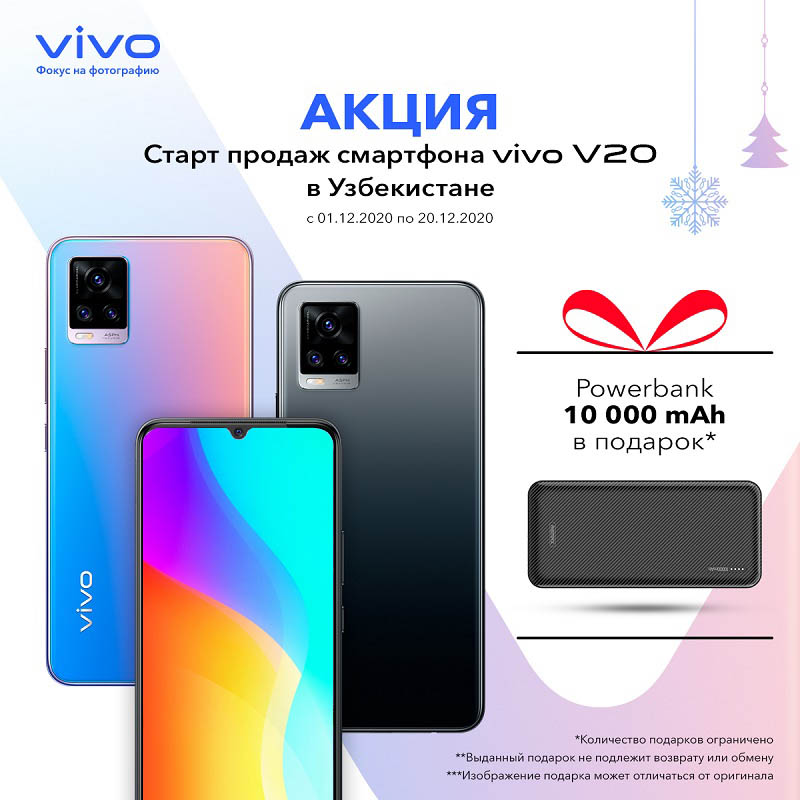 vivo
Фокус на фотографию
АКЦИЯ
Старт продаж смартфона vivo V20
в Узбекистане
с 01.12.2020 по 20.12.2020
Powerbank
10 000 mAh
в подарок*
vivo
*Количество подарков ограничено
**Выданный подарок не подлежит возврату или обмену
***Изображение подарка может отличаться от оригинала